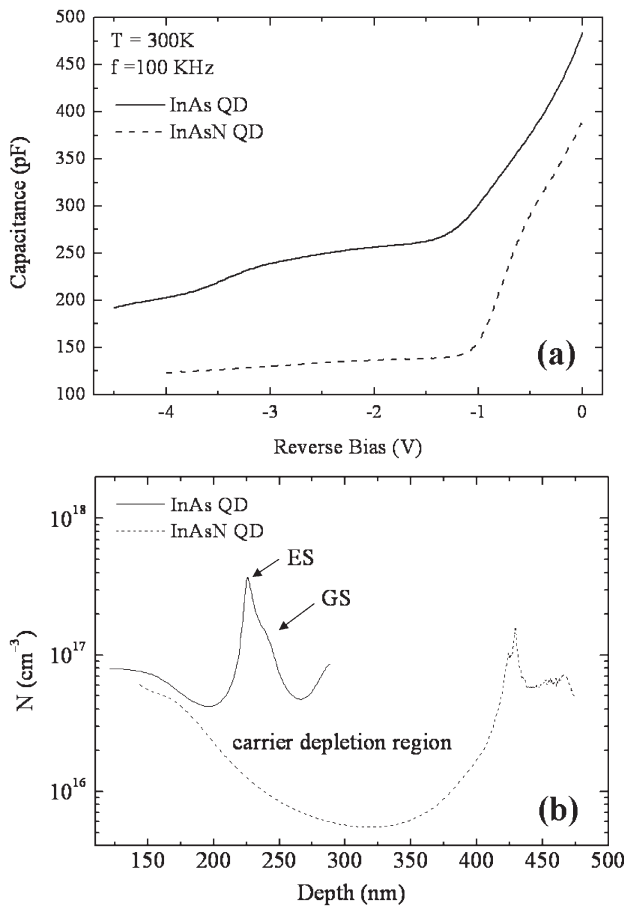 500
450
400
350
300
250
200
150
100
Capacitance (pF)
T = 300K
f =100 KHz
InAs QD
InAsN QD
(a)
-4
-3
-2
-1
0
Reverse Bias (V)
10^18
10^17
10^16
N (cm^-3)
InAs QD
InAsN QD
ES
GS
carrier depletion region
(b)
150
200
250
300
350
400
450
500
Depth (nm)